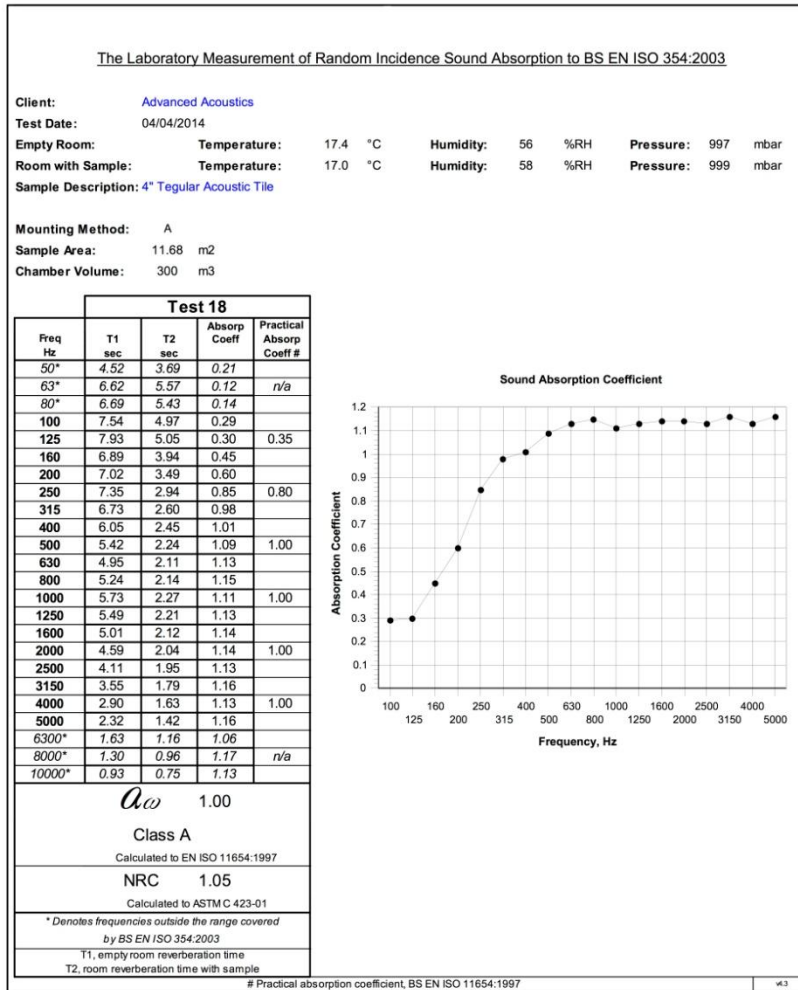 The Laboratory Measurement of Random Incidence Sound Absorption to BS EN ISO 354:2003
Client: Advanced Acoustics
Test Date: 04/04/2014
Empty Room: Temperature: 17.4 °C Humidity: 56 %RH Pressure: 997 mbar
Room with Sample: Temperature: 17.0 °C Humidity: 58 %RH Pressure: 999 mbar
Sample Description: 4" Tegular Acoustic Tile
Mounting Method: A
Sample Area: 11.68 m2
Chamber Volume: 300 m3
Test 18
Freq Hz T1 sec T2 sec Absorp Coeff Practical Absorp Coeff #
50* 4.52 3.69 0.21
63* 6.62 5.57 0.12 n/a
80* 6.69 5.43 0.14
100 7.54 4.97 0.29
125 7.93 5.05 0.30 0.35
160 6.89 3.94 0.45
200 7.02 3.49 0.60
250 7.35 2.94 0.85 0.80
315 6.73 2.60 0.98
400 6.05 2.45 1.01
500 5.42 2.24 1.09 1.00
630 4.95 2.11 1.13
800 5.24 2.14 1.15
1000 5.73 2.27 1.11 1.00
1250 5.49 2.21 1.13
1600 5.01 2.12 1.14
2000 4.59 2.04 1.14 1.00
2500 4.11 1.95 1.13
3150 3.55 1.79 1.16
4000 2.90 1.63 1.13 1.00
5000 2.32 1.42 1.16
6300* 1.63 1.16 1.06
8000* 1.30 0.96 1.17 n/a
10000* 0.93 0.75 1.13
aω 1.00
Class A
Calculated to EN ISO 11654:1997
NRC 1.05
Calculated to ASTM C 423-01
* Denotes frequencies outside the range covered
by BS EN ISO 354:2003
T1, empty room reverberation time
T2, room reverberation time with sample
Sound Absorption Coefficient
Absorption Coefficient
1.2
1.1
1
0.9
0.8
0.7
0.6
0.5
0.4
0.3
0.2
0.1
0
100 160 250 400 630 1000 1600 2500 4000
125 200 315 500 800 1250 2000 3150 5000
Frequency, Hz
# Practical absorption coefficient, BS EN ISO 11654:1997
v4.3